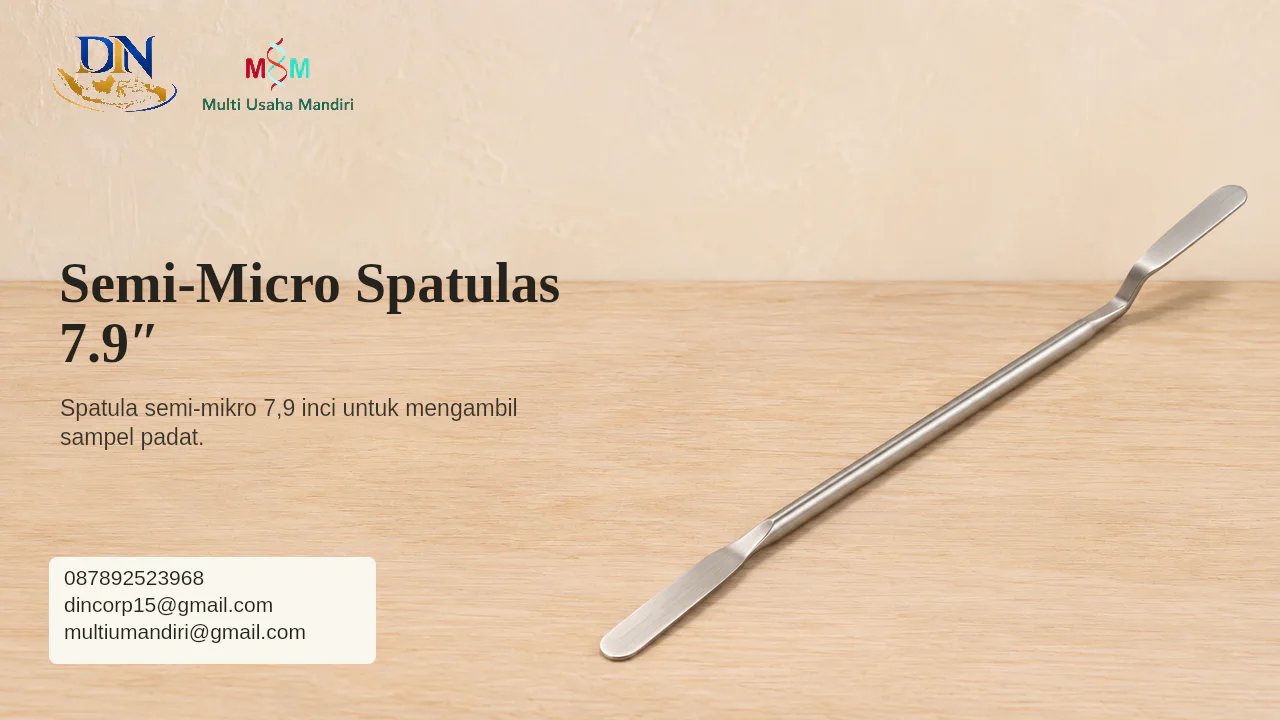 DIN
MSM
Multi Usaha Mandiri
Semi-Micro Spatulas
7.9″
Spatula semi-mikro 7,9 inci untuk mengambil
sampel padat.
087892523968
dincorp15@gmail.com
multiumandiri@gmail.com